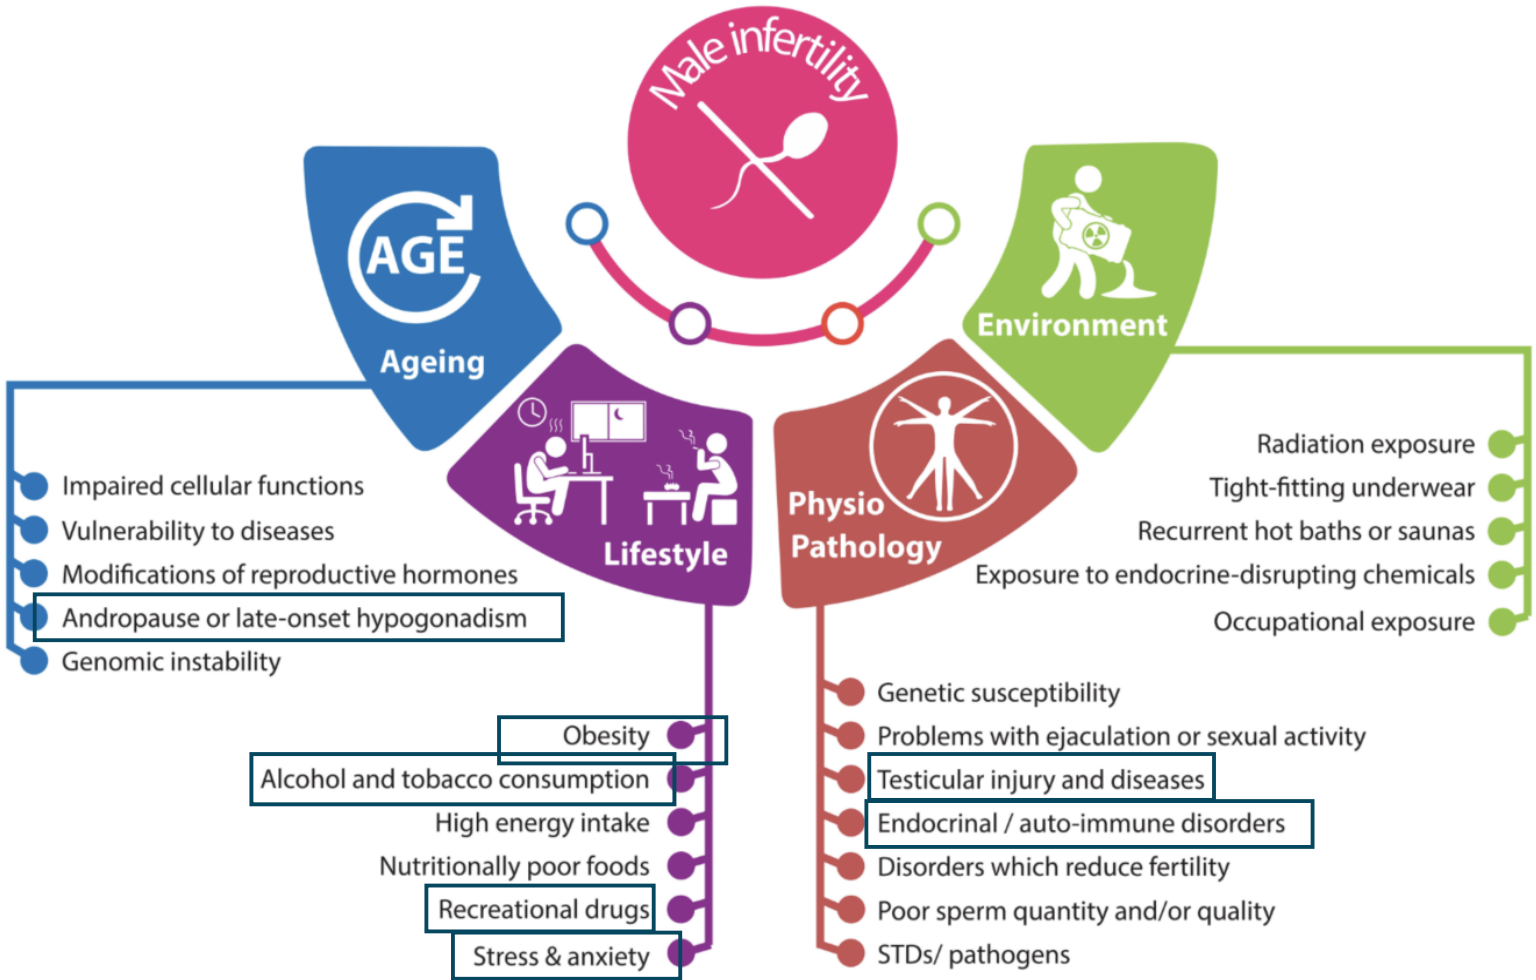 Male infertility
AGE
Ageing
Lifestyle
Physio
Pathology
Environment
Impaired cellular functions
Vulnerability to diseases
Modifications of reproductive hormones
Andropause or late-onset hypogonadism
Genomic instability
Obesity
Alcohol and tobacco consumption
High energy intake
Nutritionally poor foods
Recreational drugs
Stress & anxiety
Genetic susceptibility
Problems with ejaculation or sexual activity
Testicular injury and diseases
Endocrinal / auto-immune disorders
Disorders which reduce fertility
Poor sperm quantity and/or quality
STDs/ pathogens
Radiation exposure
Tight-fitting underwear
Recurrent hot baths or saunas
Exposure to endocrine-disrupting chemicals
Occupational exposure